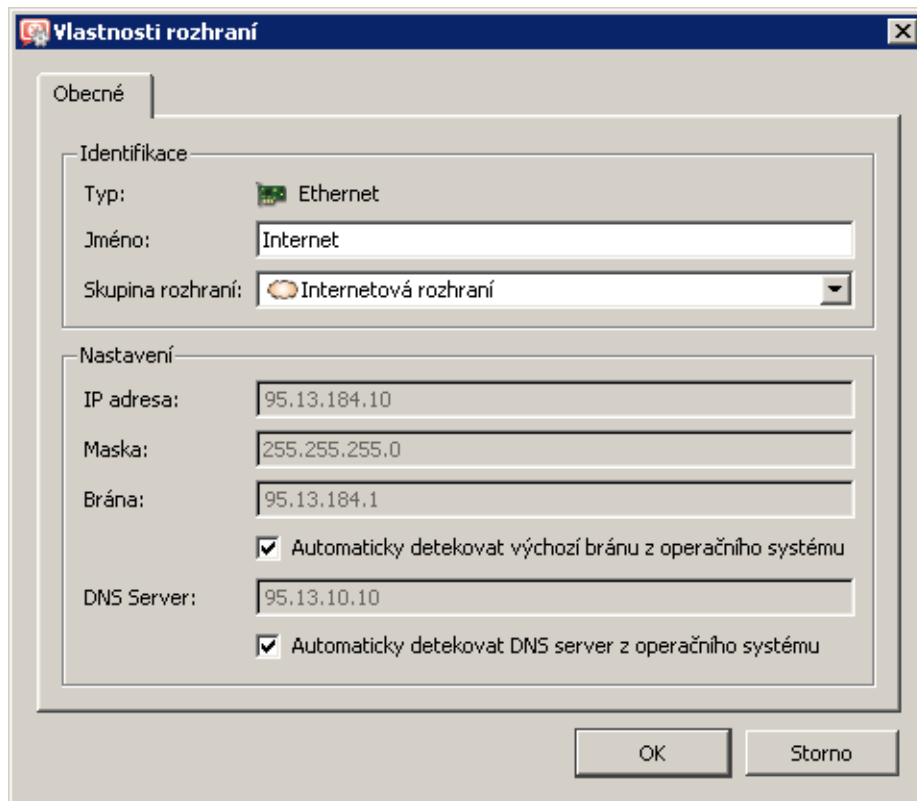 Vlastnosti rozhraní
Obecné
Identifikace
Typ: Ethernet
Jméno: Internet
Skupina rozhraní: Internetová rozhraní
Nastavení
IP adresa: 95.13.184.10
Maska: 255.255.255.0
Brána: 95.13.184.1
Automaticky detekovat výchozí bránu z operačního systému
DNS Server: 95.13.10.10
Automaticky detekovat DNS server z operačního systému
OK Storno